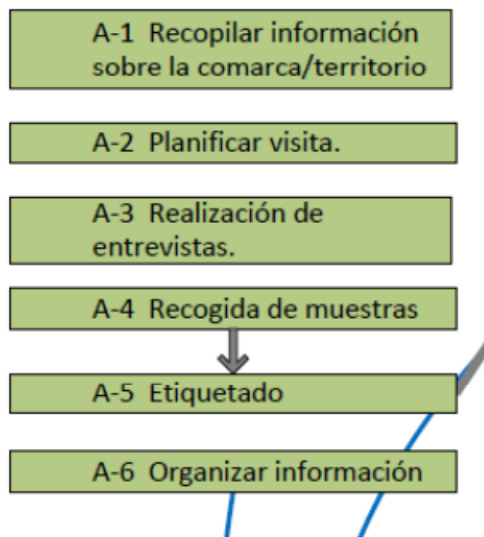 A-1 Recopilar información
sobre la comarca/territorio
A-2 Planificar visita.
A-3 Realización de
entrevistas.
A-4 Recogida de muestras
A-5 Etiquetado
A-6 Organizar información